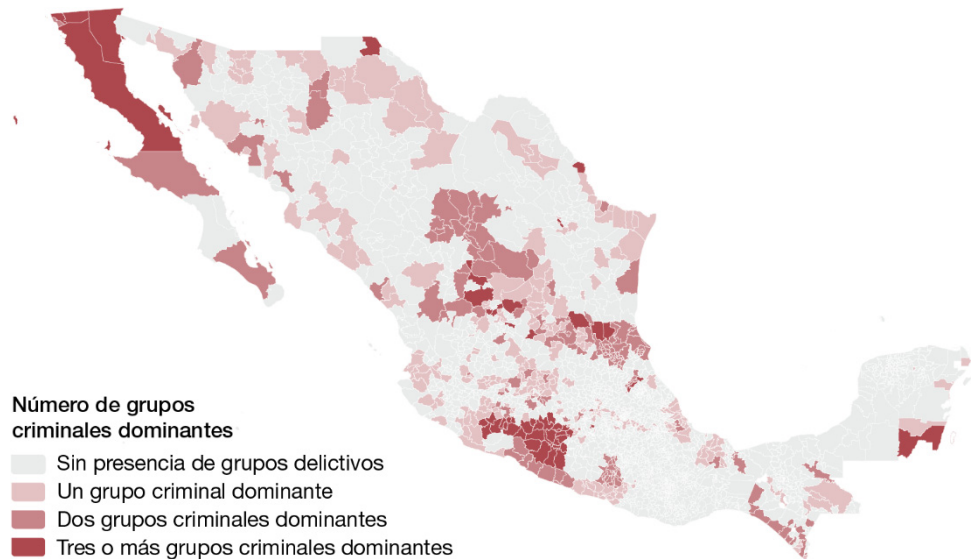 Número de grupos
criminales dominantes
Sin presencia de grupos delictivos
Un grupo criminal dominante
Dos grupos criminales dominantes
Tres o más grupos criminales dominantes